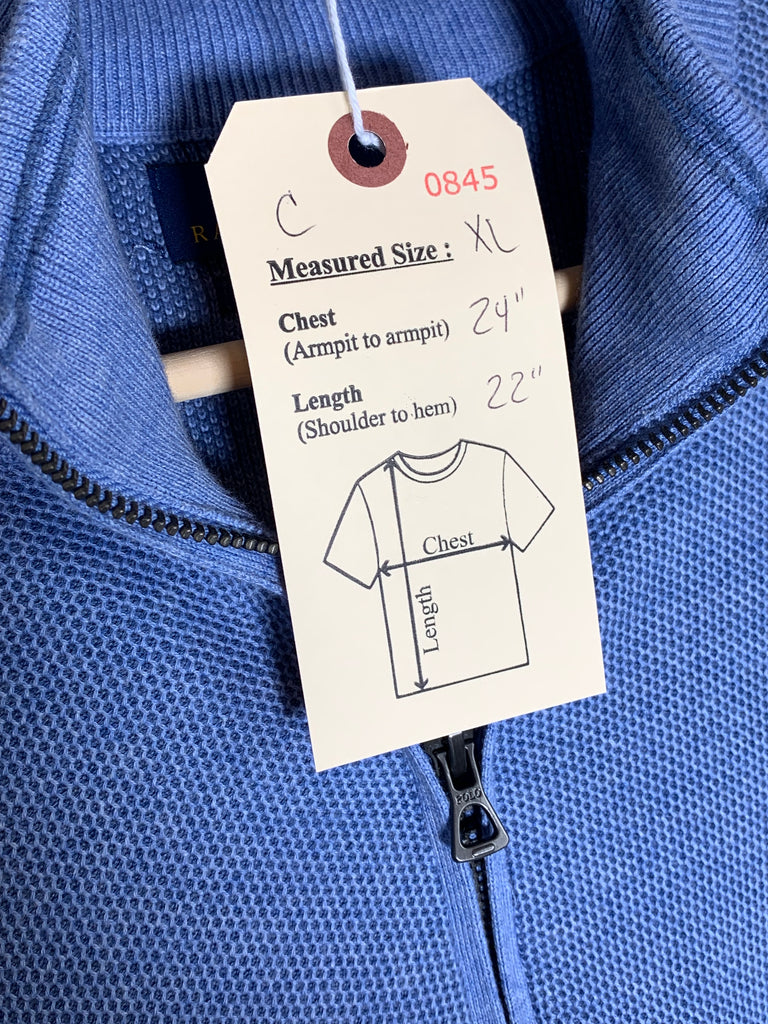 0845
C
Measured Size : XL
Chest
(Armpit to armpit) 24"
Length
(Shoulder to hem) 22"
Chest
Length
POLO